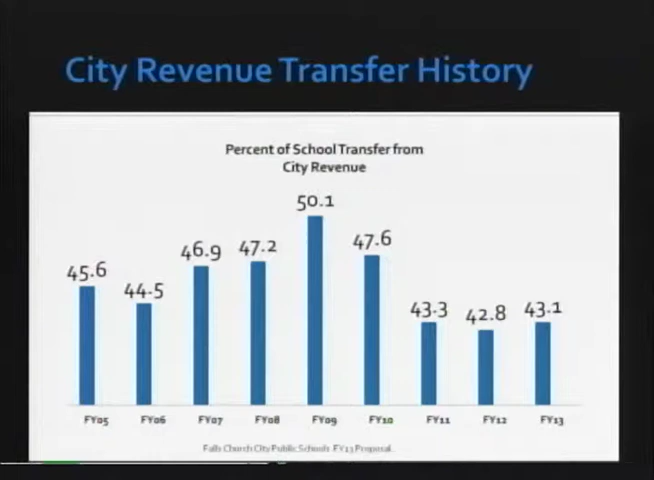 City Revenue Transfer History
Percent of School Transfer from
City Revenue
45.6
44.5
46.9
47.2
50.1
47.6
43.3
42.8
43.1
FY05
FY06
FY07
FY08
FY09
FY10
FY11
FY12
FY13
Falls Church City Public Schools FY13 Proposal.